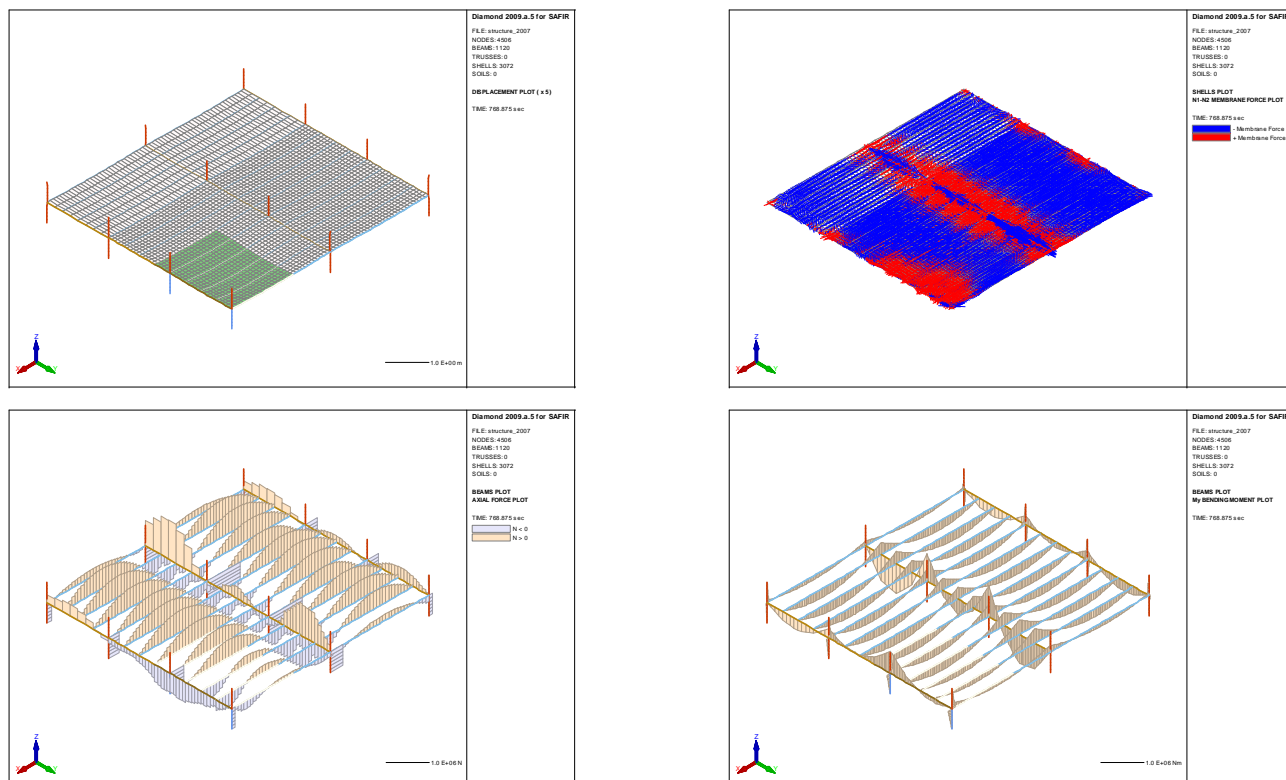 Diamond 2009.a.5 for SAFIR
FILE: structure_2007
NODES: 4506
BEAMS: 1120
TRUSSES: 0
SHELLS: 3072
SOILS: 0
DISPLACEMENT PLOT ( x 5)
TIME: 768.875 sec
Z
X Y
1.0 E+00 m
Diamond 2009.a.5 for SAFIR
FILE: structure_2007
NODES: 4506
BEAMS: 1120
TRUSSES: 0
SHELLS: 3072
SOILS: 0
SHELLS PLOT
N1-N2 MEMBRANE FORCE PLOT
TIME: 768.875 sec
- Membrane Force
+ Membrane Force
Z
X Y
Diamond 2009.a.5 for SAFIR
FILE: structure_2007
NODES: 4506
BEAMS: 1120
TRUSSES: 0
SHELLS: 3072
SOILS: 0
BEAMS PLOT
AXIAL FORCE PLOT
TIME: 768.875 sec
N < 0
N > 0
Z
X Y
1.0 E+06 N
Diamond 2009.a.5 for SAFIR
FILE: structure_2007
NODES: 4506
BEAMS: 1120
TRUSSES: 0
SHELLS: 3072
SOILS: 0
BEAMS PLOT
My BENDING MOMENT PLOT
TIME: 768.875 sec
Z
X Y
1.0 E+06 Nm